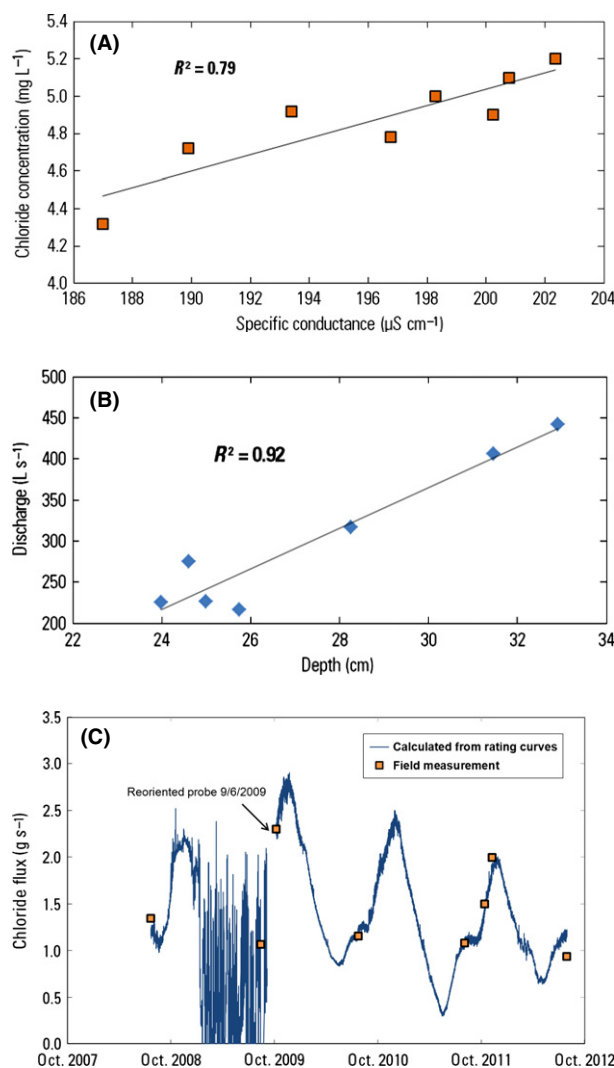 (A)
R² = 0.79
Chloride concentration (mg L⁻¹)
5.4
5.2
5.0
4.8
4.6
4.4
4.2
4.0
186 188 190 192 194 196 198 200 202 204
Specific conductance (µS cm⁻¹)
(B)
R² = 0.92
Discharge (L s⁻¹)
500
450
400
350
300
250
200
22 24 26 28 30 32 34
Depth (cm)
(C)
Calculated from rating curves
Field measurement
Reoriented probe 9/6/2009
Chloride flux (g s⁻¹)
3.5
3.0
2.5
2.0
1.5
1.0
0.5
0.0
Oct. 2007 Oct. 2008 Oct. 2009 Oct. 2010 Oct. 2011 Oct. 2012